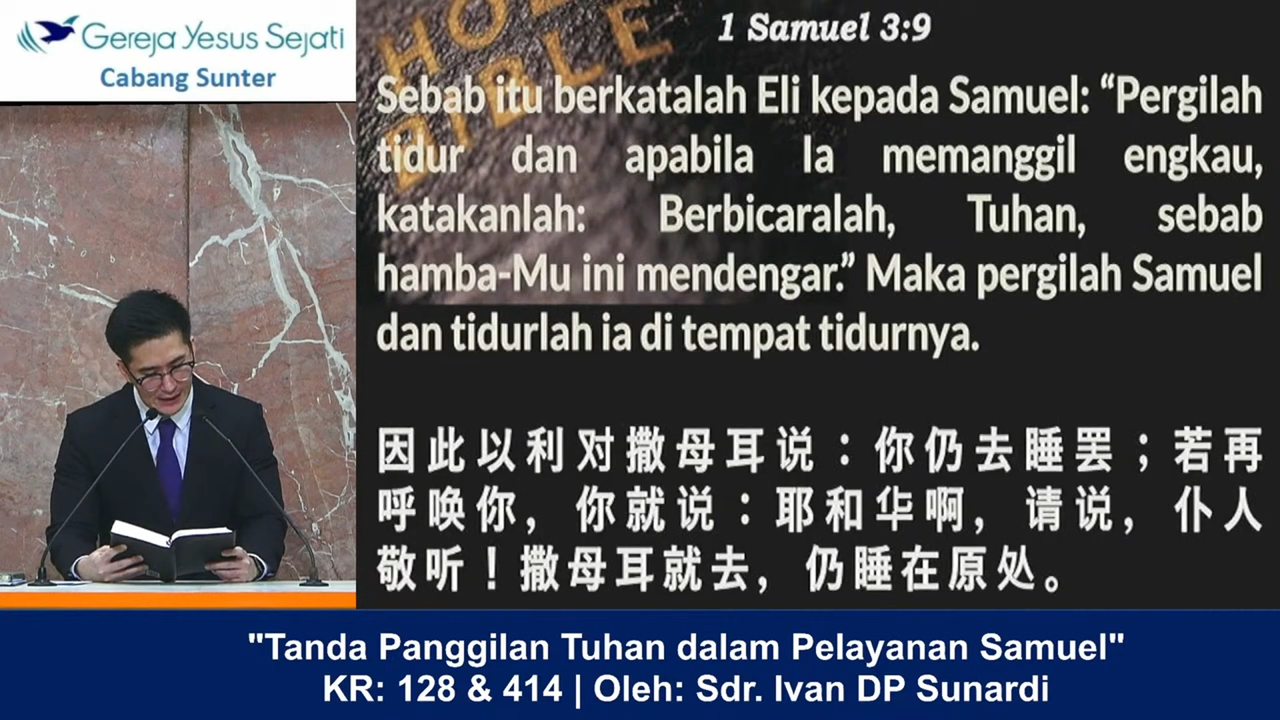 Gereja Yesus Sejati
Cabang Sunter
1 Samuel 3:9
HOLY
BIBLE
Sebab itu berkatalah Eli kepada Samuel: “Pergilah
tidur dan apabila Ia memanggil engkau,
katakanlah: Berbicaralah, Tuhan, sebab
hamba-Mu ini mendengar.” Maka pergilah Samuel
dan tidurlah ia di tempat tidurnya.
因此以利对撒母耳说：你仍去睡罢；若再
呼唤你，你就说：耶和华啊，请说，仆人
敬听！撒母耳就去，仍睡在原处。
"Tanda Panggilan Tuhan dalam Pelayanan Samuel"
KR: 128 & 414 | Oleh: Sdr. Ivan DP Sunardi